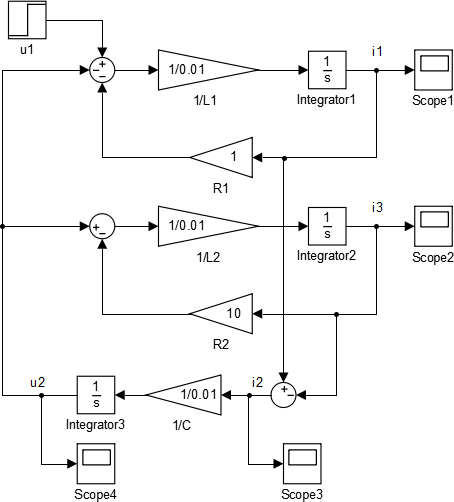 u1
1/0.01
1/L1
1
s
Integrator1
i1
Scope1
1
R1
1/0.01
1/L2
1
s
Integrator2
i3
Scope2
10
R2
u2
1
s
Integrator3
1/0.01
1/C
i2
Scope4
Scope3